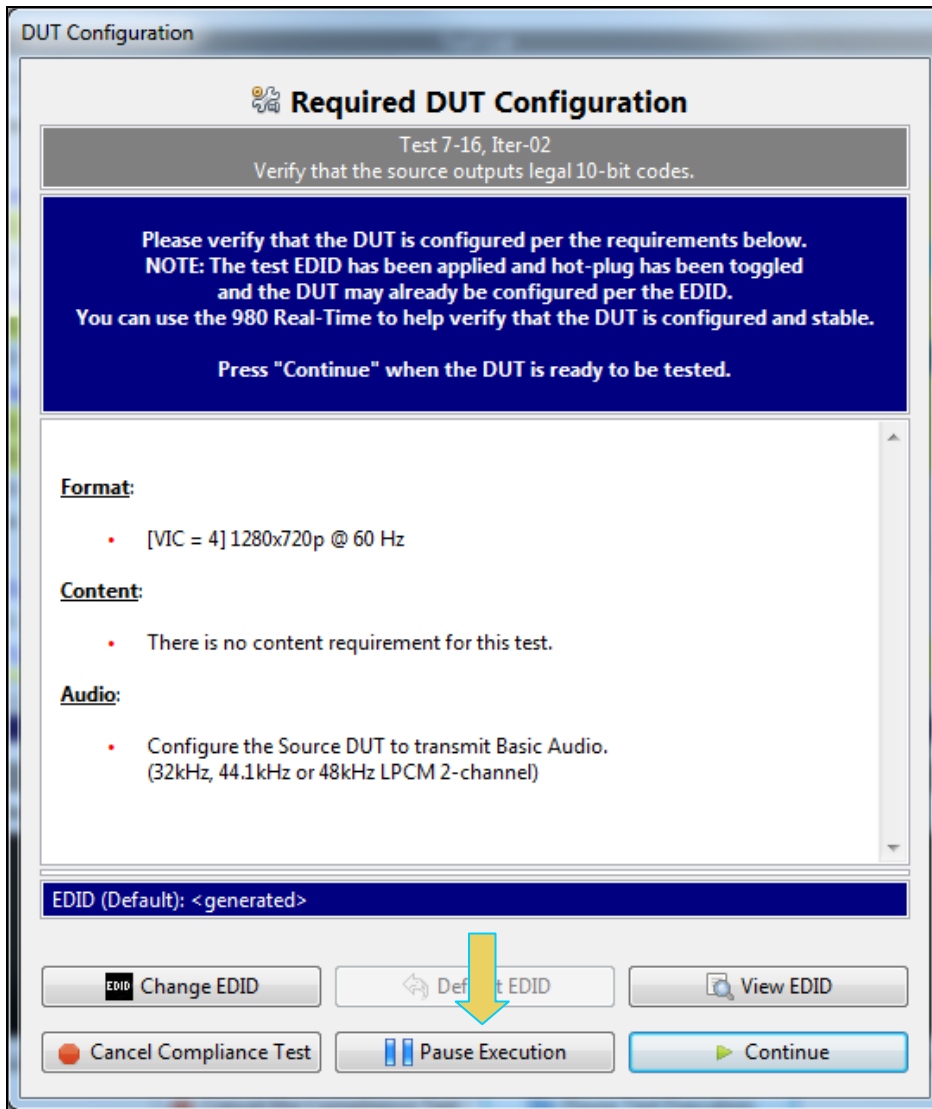 DUT Configuration
Required DUT Configuration
Test 7-16, Iter-02
Verify that the source outputs legal 10-bit codes.
Please verify that the DUT is configured per the requirements below.
NOTE: The test EDID has been applied and hot-plug has been toggled
and the DUT may already be configured per the EDID.
You can use the 980 Real-Time to help verify that the DUT is configured and stable.
Press "Continue" when the DUT is ready to be tested.
Format:
• [VIC = 4] 1280x720p @ 60 Hz
Content:
• There is no content requirement for this test.
Audio:
• Configure the Source DUT to transmit Basic Audio.
(32kHz, 44.1kHz or 48kHz LPCM 2-channel)
EDID (Default): <generated>
EDID Change EDID
EDID
View EDID
Cancel Compliance Test
Pause Execution
Continue